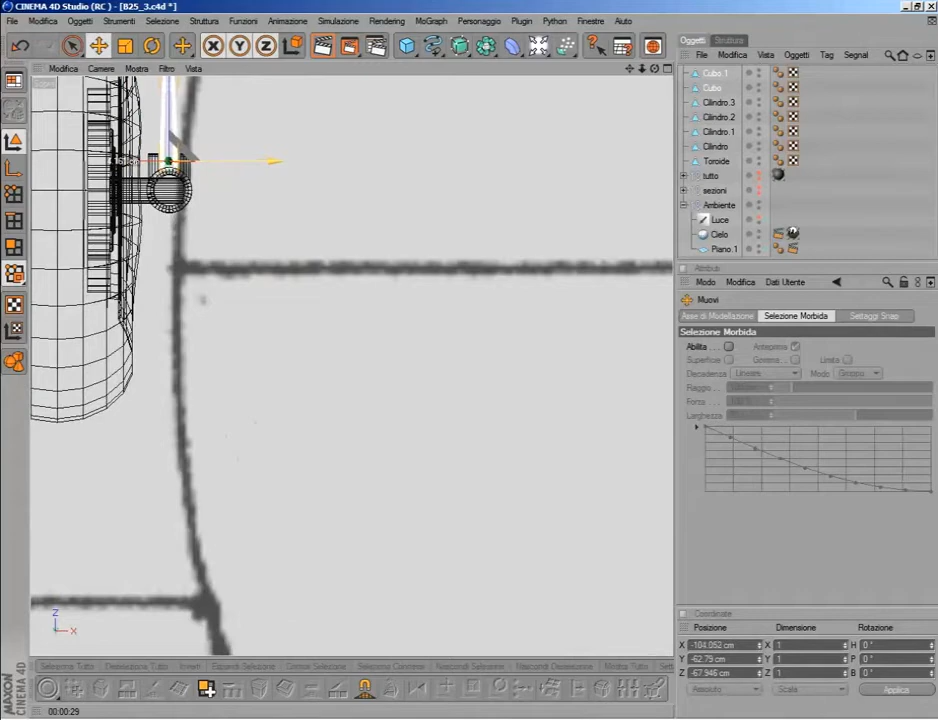 CINEMA 4D Studio (RC) - [B25_3.c4d *]
File Modifica Oggetti Strumenti Selezione Struttura Funzioni Animazione Simulazione Rendering MoGraph Personaggio Plugin Python Finestre Aiuto
Modifica Camere Mostra Filtro Vista
Oggetti Struttura
File Modifica Vista Oggetti Tag Segnal
Cubo 1
Cubo
Cilindro.3
Cilindro.2
Cilindro.1
Cilindro
Toroide
tutto
sezioni
Ambiente
Luce
Cielo
Piano.1
Attributi
Modo Modifica Dati Utente
Muovi
Asse di Modellazione Selezione Morbida Settaggi Snap
Selezione Morbida
Abilita Anteprima
Superficie Gomma Limita
Decadenza Lineare Modo Gruppo
Raggio
Forza
Larghezza
Z
X
Coordinate
Posizione Dimensione Rotazione
X -104.052 cm X 1 H 0 °
Y -62.79 cm Y 1 P 0 °
Z -67.946 cm Z 1 B 0 °
Assoluto Scala Applica
Seleziona Tutto Deseleziona Tutto Inverti Espandi Selezione Contrai Selezione Seleziona Connesso Nascondi Selezione Nascondi Deselezione Mostra Tutto
MAXON
CINEMA 4D
00:00:29